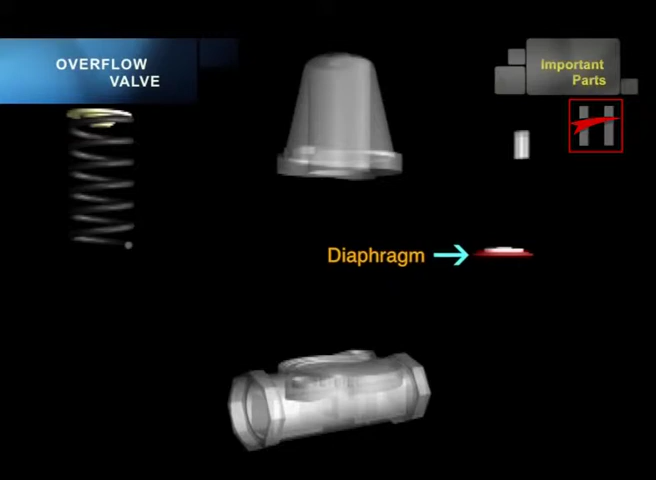 OVERFLOW
VALVE
Important
Parts
H
Diaphragm